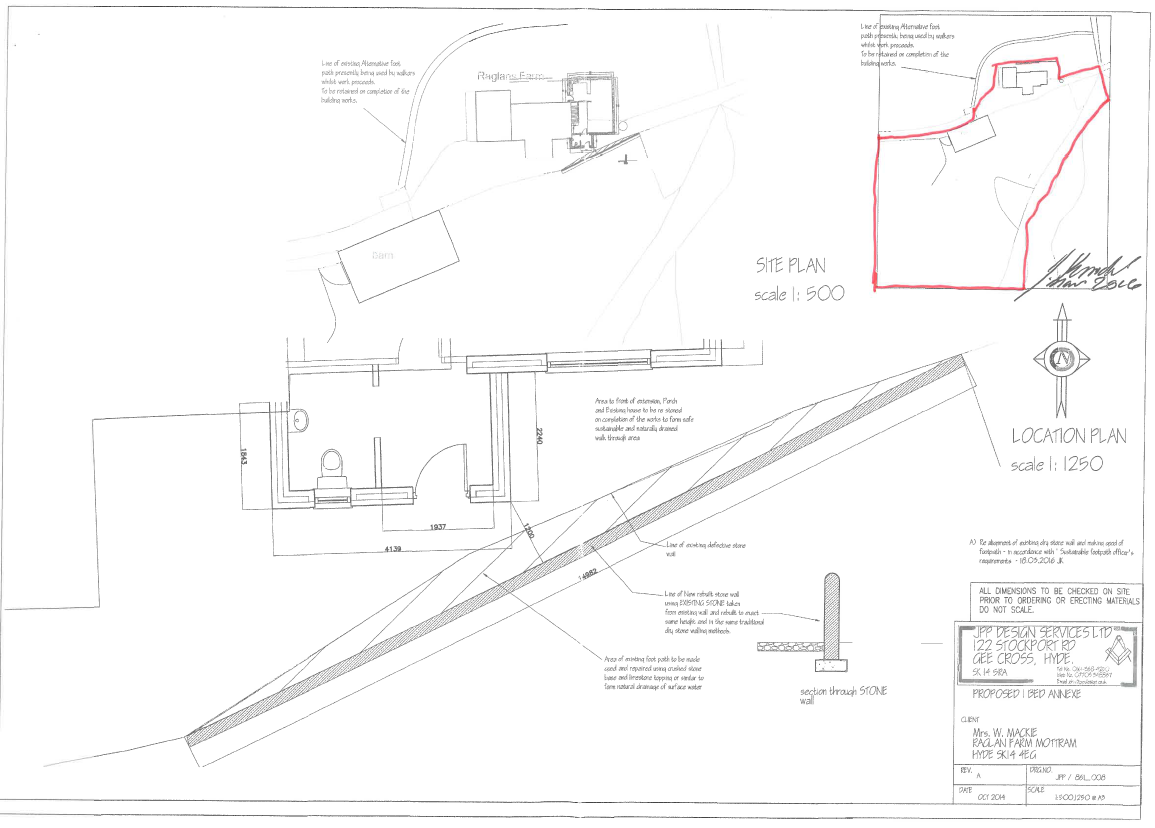 Line of existing Alternative foot
path presently being used by walkers
whilst work proceeds.
To be retained on completion of the
building works.
Raglans Farm
Barn
SITE PLAN
scale 1: 500
Line of existing Alternative foot
path presently, being used by walkers
whilst work proceeds.
To be retained on completion of the
building works.
2016
N
LOCATION PLAN
scale 1: 1250
Area to front of extension, Porch
and Existing house to be re stoned
on completion of the works to form safe
sustainable and naturally drained
walk through area
1843
2240
1937
4139
1200
14982
Line of existing defective stone
wall
Line of New rebuilt stone wall
using EXISTING STONE taken
from existing wall and rebuilt to exact
same height and in the same traditional
dry stone walling methods
Area of existing foot path to be made
good and repaired using crushed stone
base and limestone topping or similar to
form natural drainage of surface water
section through STONE
wall
A) Re alignment of existing dry stone wall and making good of
footpath - in accordance with " Sustainable footpath officer's
requirements - 18.03.2016 JK
ALL DIMENSIONS TO BE CHECKED ON SITE
PRIOR TO ORDERING OR ERECTING MATERIALS
DO NOT SCALE.
JPP DESIGN SERVICES LTD
122 STOCKPORT RD
GEE CROSS, HYDE.
SK14 5RA
PROPOSED 1 BED ANNEXE
CLIENT
Mrs. W. MACKIE
RAGLAN FARM MOTTRAM
HYDE SK14 4EG
REV.
A
DRG.NO.
JPP / 861_008
DATE
OCT 2014
SCALE
1:500/1250 @ A3